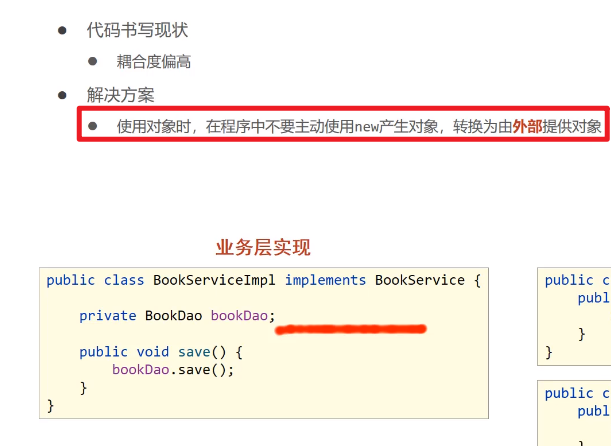 代码书写现状
耦合度偏高
解决方案
使用对象时，在程序中不要主动使用new产生对象，转换为由外部提供对象
业务层实现
public class BookServiceImpl implements BookService {
private BookDao bookDao;
public void save() {
bookDao.save();
}
}
public c
publ
}
}
public c
publ